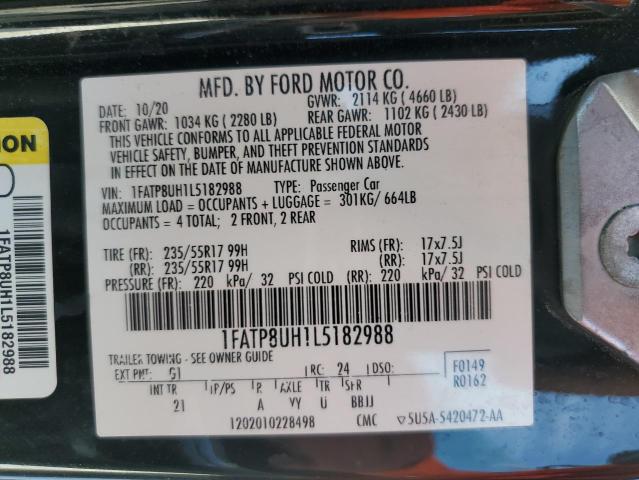 MFD. BY FORD MOTOR CO.
DATE: 10/20 GVWR: 2114 KG ( 4660 LB)
FRONT GAWR: 1034 KG ( 2280 LB) REAR GAWR: 1102 KG ( 2430 LB)
THIS VEHICLE CONFORMS TO ALL APPLICABLE FEDERAL MOTOR
VEHICLE SAFETY, BUMPER, AND THEFT PREVENTION STANDARDS
IN EFFECT ON THE DATE OF MANUFACTURE SHOWN ABOVE.
VIN: 1FATP8UH1L5182988 TYPE: Passenger Car
MAXIMUM LOAD = OCCUPANTS + LUGGAGE = 301KG/ 664LB
OCCUPANTS = 4 TOTAL; 2 FRONT, 2 REAR
TIRE (FR): 235/55R17 99H RIMS (FR): 17x7.5J
(RR): 235/55R17 99H (RR): 17x7.5J
PRESSURE (FR): 220 kPa/ 32 PSI COLD (RR): 220 kPa/ 32 PSI COLD
1FATP8UH1L5182988
TRAILER TOWING - SEE OWNER GUIDE
EXT PNT: G1 RC: 24 DSO: F0149
INT TR TP/PS R AXLE TR SPR R0162
21 A VY U BBJJ
1202010228498 CMC ▽5U5A-5420472-AA
TION
1FATP8UH1L5182988